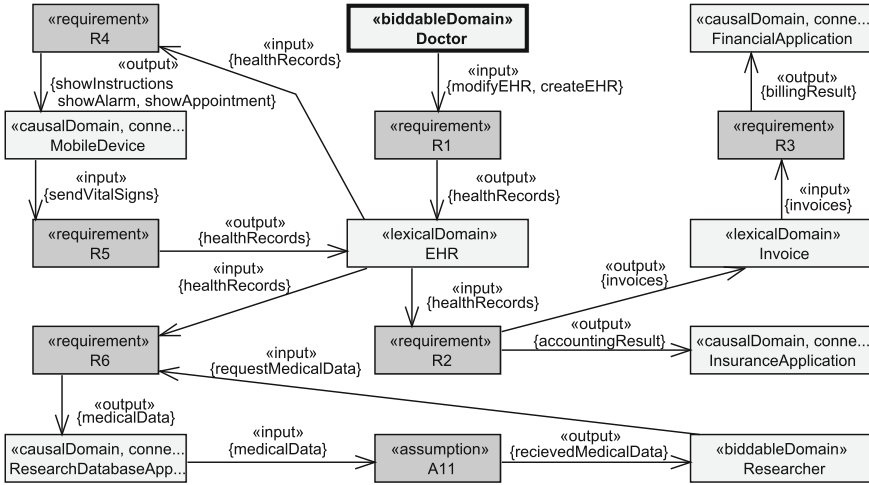 «requirement»
R4
«input»
{healthRecords}
«biddableDomain»
Doctor
«causalDomain, conne...
FinancialApplication
«output»
{showInstructions
showAlarm, showAppointment}
«input»
{modifyEHR, createEHR}
«output»
{billingResult}
«causalDomain, conne...
MobileDevice
«requirement»
R1
«requirement»
R3
«input»
{sendVitalSigns}
«output»
{healthRecords}
«input»
{invoices}
«requirement»
R5
«output»
{healthRecords}
«lexicalDomain»
EHR
«lexicalDomain»
Invoice
«input»
{healthRecords}
«input»
{healthRecords}
«output»
{invoices}
«requirement»
R6
«input»
{requestMedicalData}
«requirement»
R2
«output»
{accountingResult}
«causalDomain, conne...
InsuranceApplication
«output»
{medicalData}
«causalDomain, conne...
ResearchDatabaseApp...
«input»
{medicalData}
«assumption»
A11
«output»
{recievedMedicalData}
«biddableDomain»
Researcher